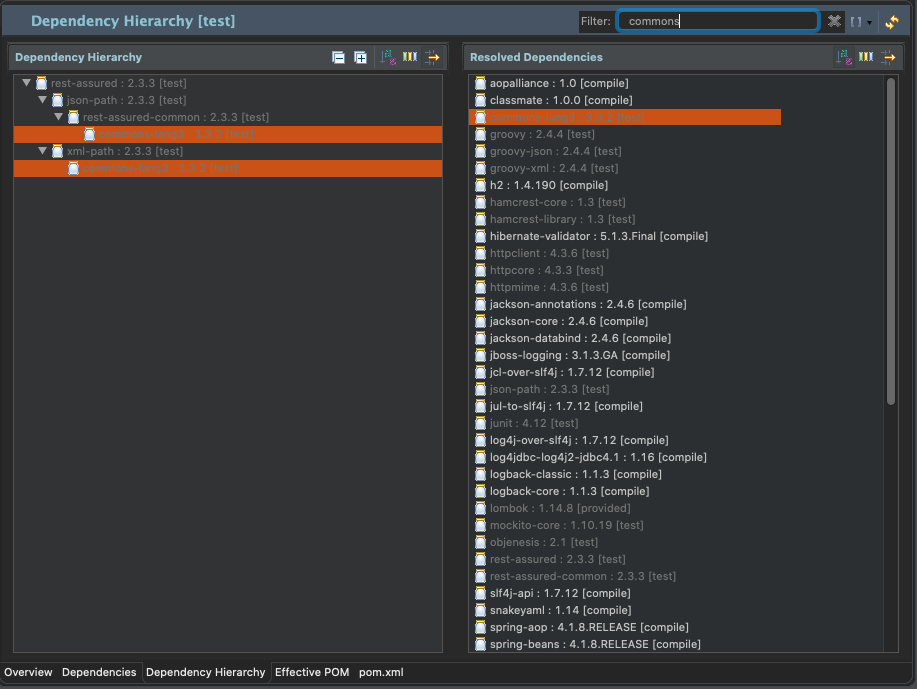 Dependency Hierarchy [test]
Filter: commons
Dependency Hierarchy
rest-assured : 2.3.3 [test]
json-path : 2.3.3 [test]
rest-assured-common : 2.3.3 [test]
xml-path : 2.3.3 [test]
Resolved Dependencies
aopalliance : 1.0 [compile]
classmate : 1.0.0 [compile]
groovy : 2.4.4 [test]
groovy-json : 2.4.4 [test]
groovy-xml : 2.4.4 [test]
h2 : 1.4.190 [compile]
hamcrest-core : 1.3 [test]
hamcrest-library : 1.3 [test]
hibernate-validator : 5.1.3.Final [compile]
httpclient : 4.3.6 [test]
httpcore : 4.3.3 [test]
httpmime : 4.3.6 [test]
jackson-annotations : 2.4.6 [compile]
jackson-core : 2.4.6 [compile]
jackson-databind : 2.4.6 [compile]
jboss-logging : 3.1.3.GA [compile]
jcl-over-slf4j : 1.7.12 [compile]
json-path : 2.3.3 [test]
jul-to-slf4j : 1.7.12 [compile]
junit : 4.12 [test]
log4j-over-slf4j : 1.7.12 [compile]
log4jdbc-log4j2-jdbc4.1 : 1.16 [compile]
logback-classic : 1.1.3 [compile]
logback-core : 1.1.3 [compile]
lombok : 1.14.8 [provided]
mockito-core : 1.10.19 [test]
objenesis : 2.1 [test]
rest-assured : 2.3.3 [test]
rest-assured-common : 2.3.3 [test]
slf4j-api : 1.7.12 [compile]
snakeyaml : 1.14 [compile]
spring-aop : 4.1.8.RELEASE [compile]
spring-beans : 4.1.8.RELEASE [compile]
Overview Dependencies Dependency Hierarchy Effective POM pom.xml